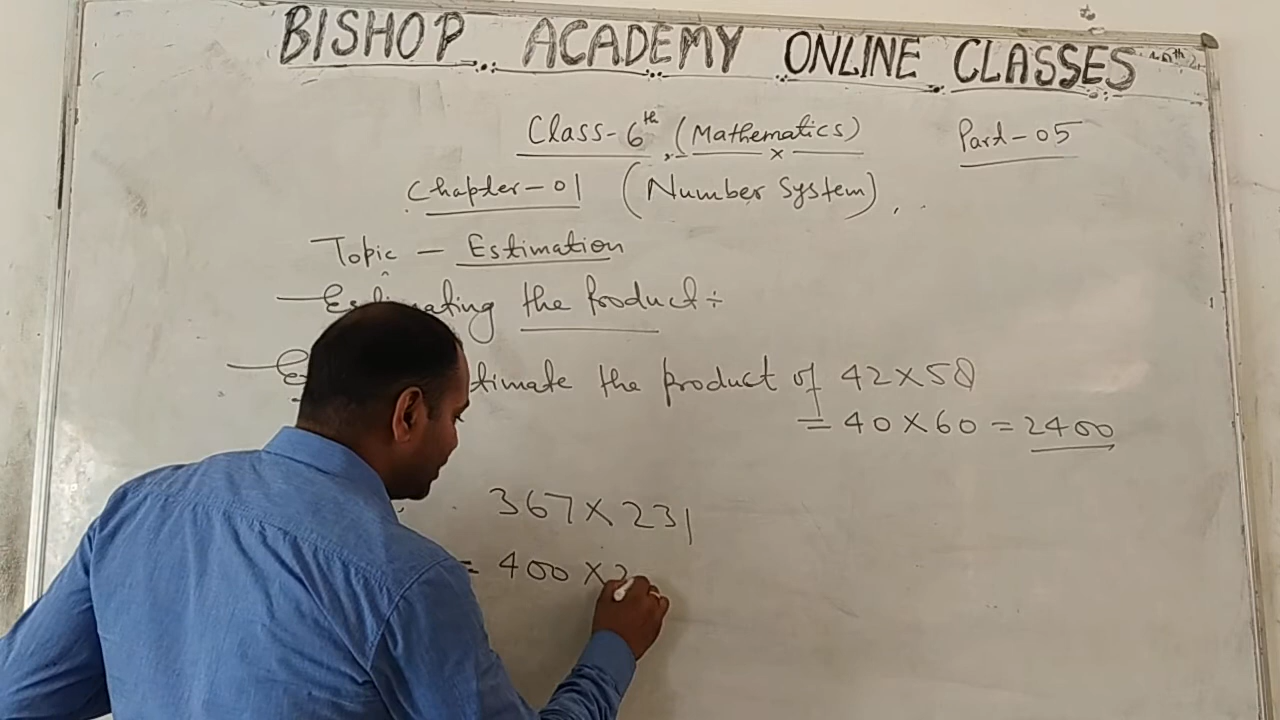 BISHOP ACADEMY ONLINE CLASSES
Class-6th (Mathematics) Part-05
Chapter-01 (Number System)
Topic - Estimation
Estimating the Product:
Estimate the product of 42×58
= 40×60 = 2400
367×231
= 400×2